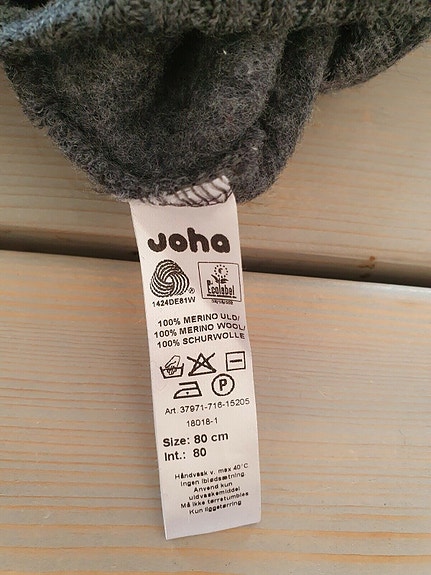 joha
®
Ecolabel
1424DE81W
100% MERINO ULD/
100% MERINO WOOL/
100% SCHURWOLLE
P
Art. 37971-716-15205
18018-1
Size: 80 cm
Int.: 80
Håndvask v. max 40°C
Ingen iblødsætning
Anvend kun
uldvaskemiddel
Må ikke tørretumbles
Kun liggetørring